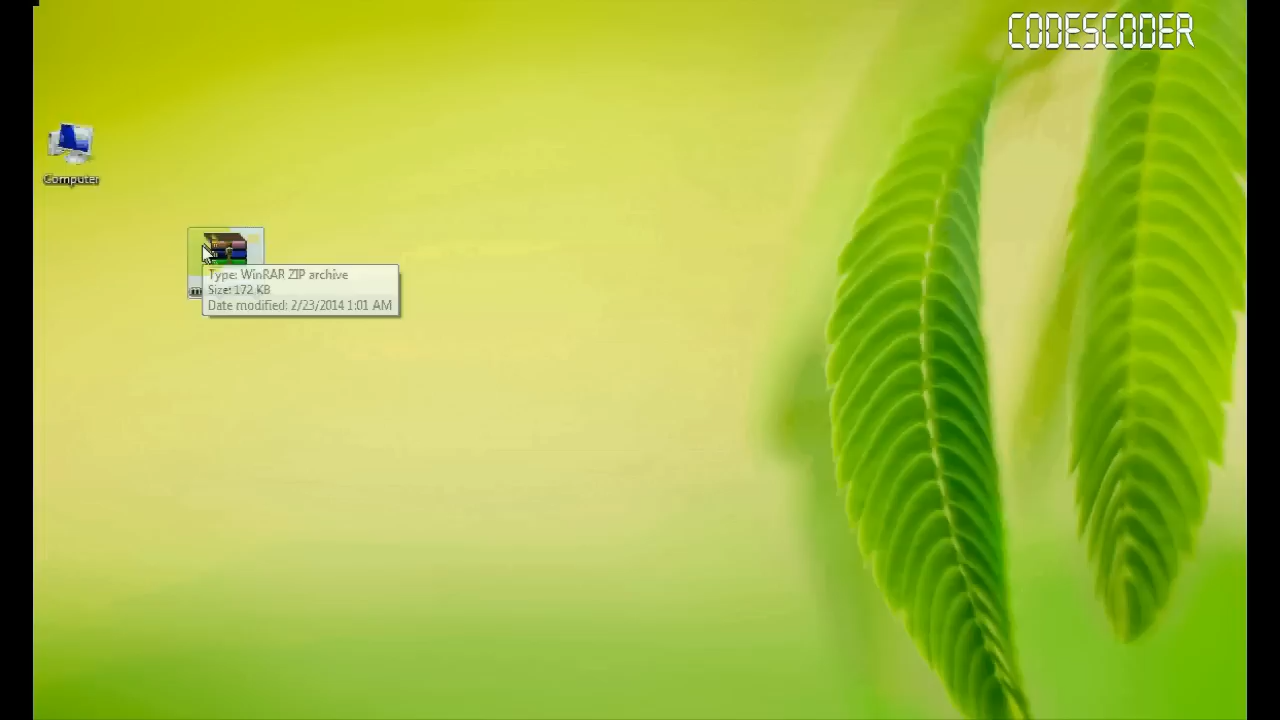 CODESCODER
Computer
Type: WinRAR ZIP archive
Size: 172 KB
Date modified: 2/23/2014 1:01 AM